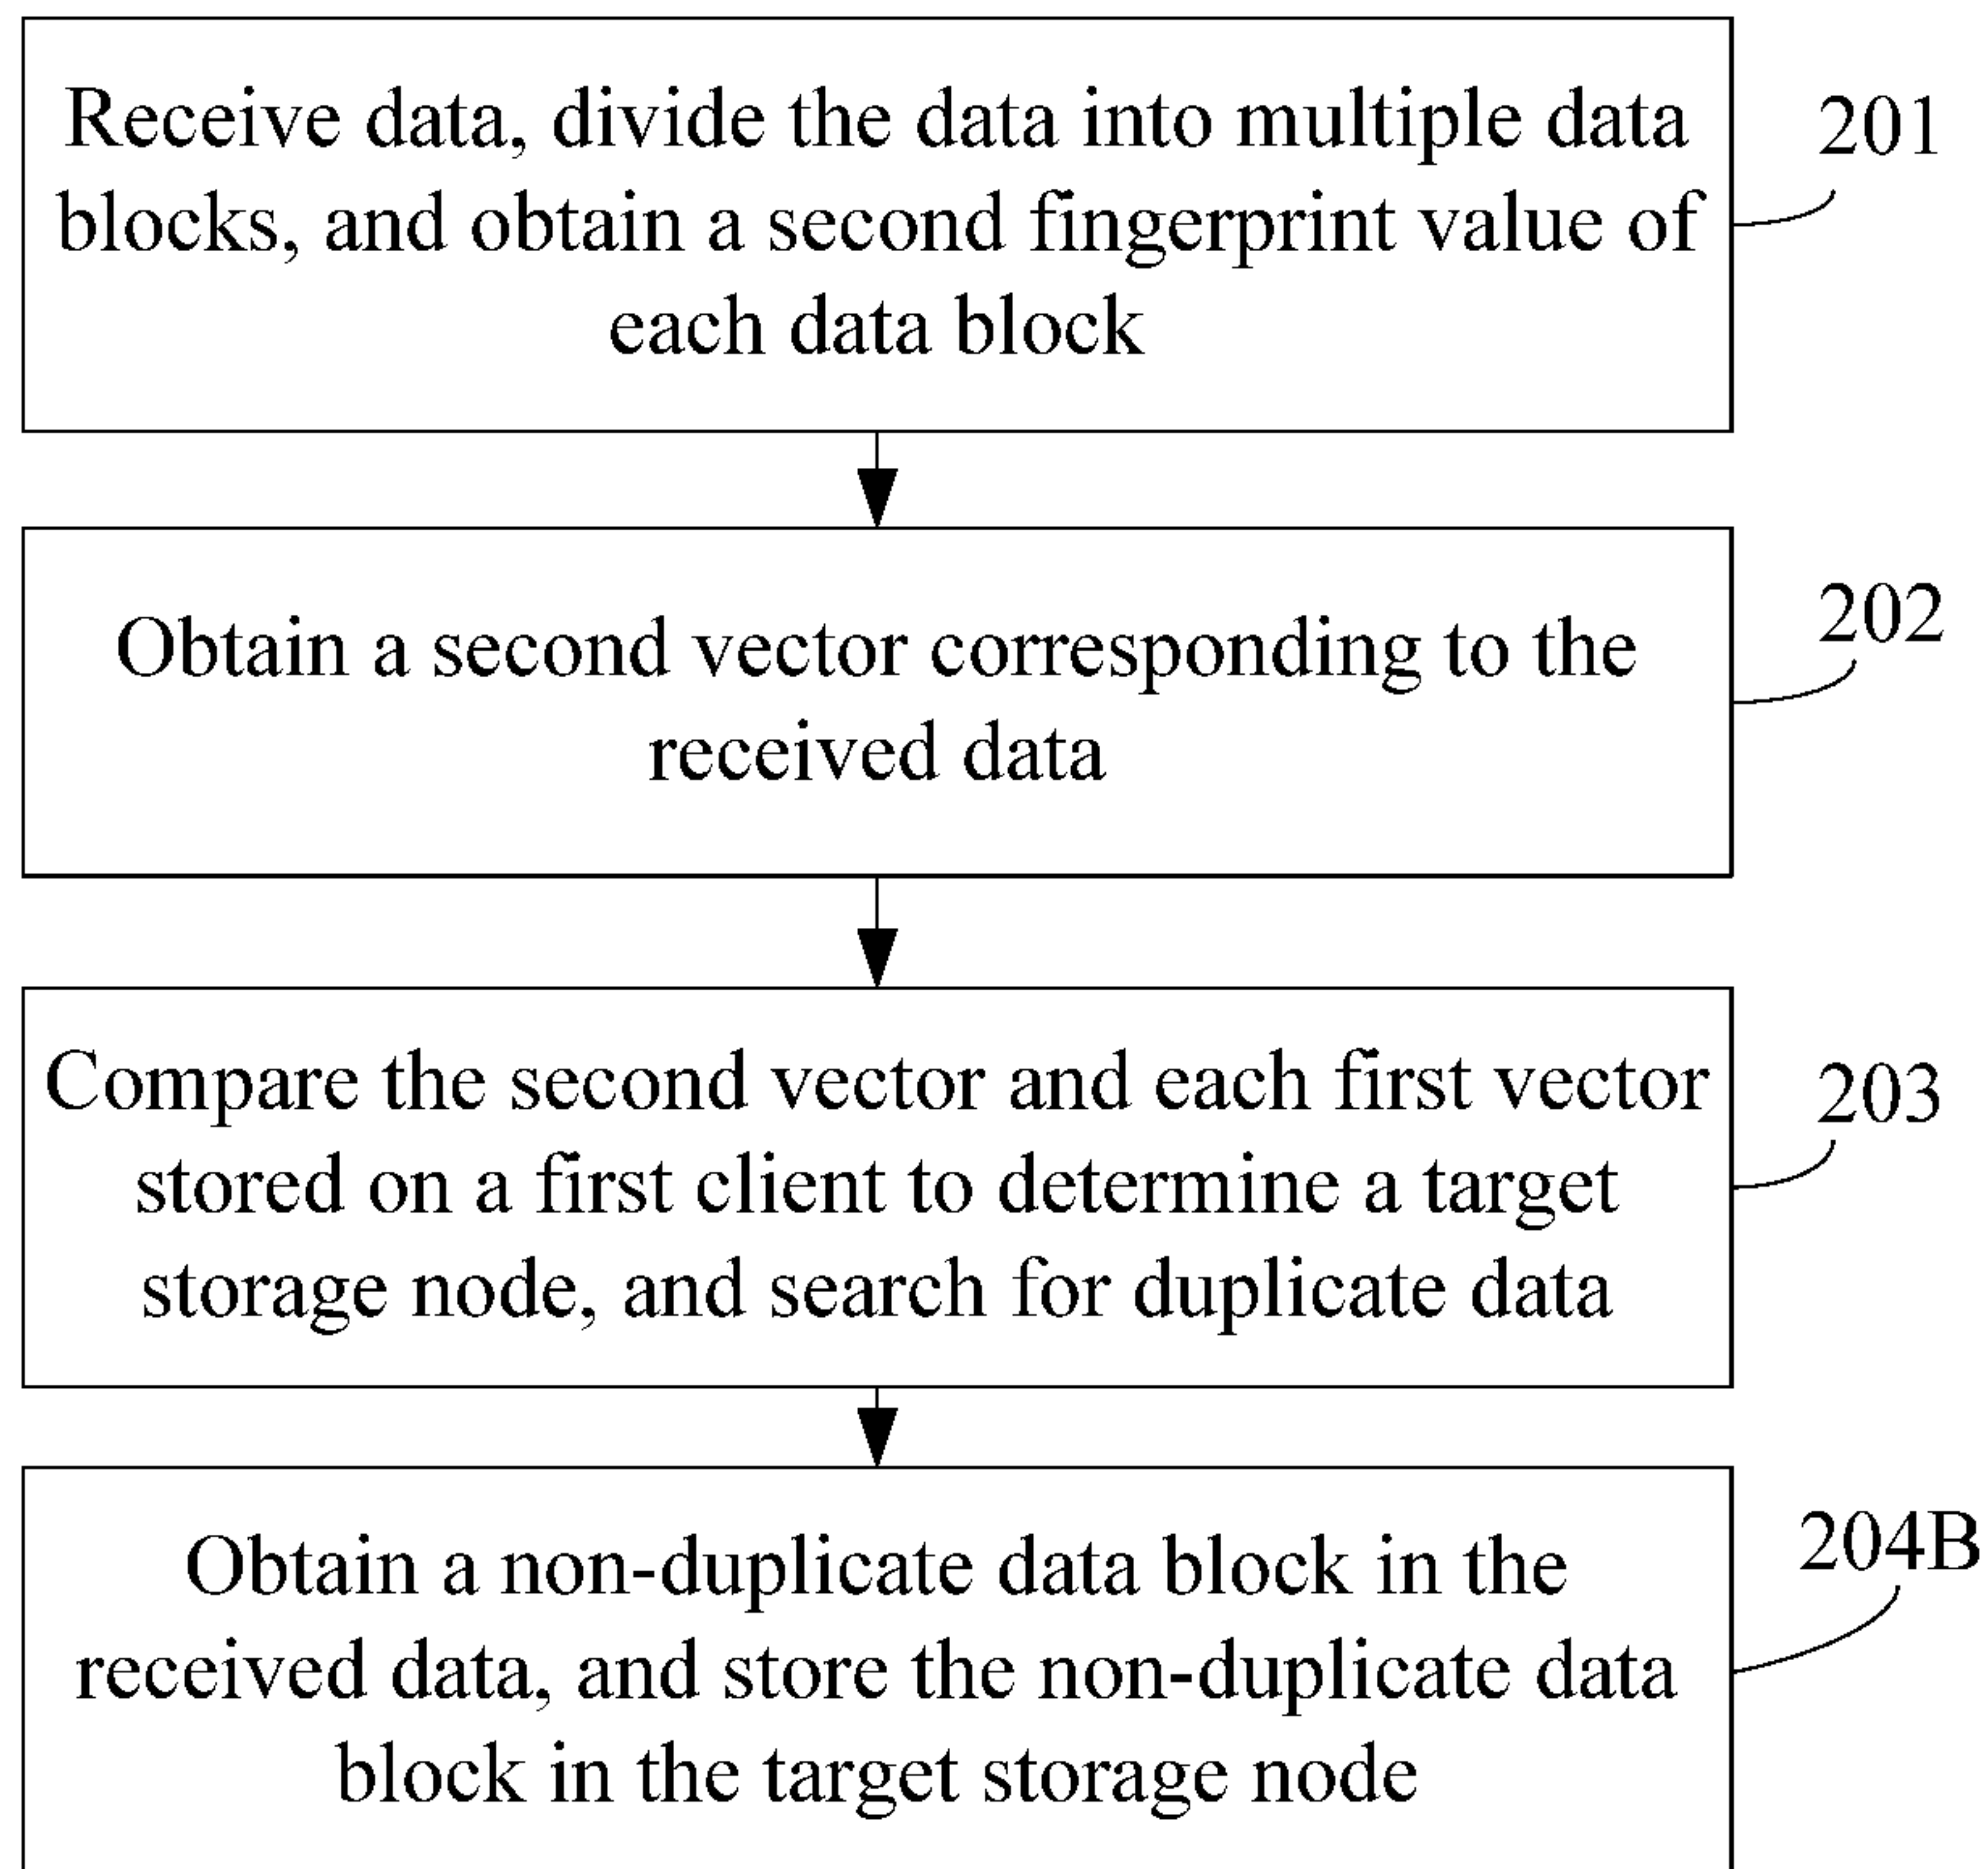 Receive data, divide the data into multiple data
blocks, and obtain a second fingerprint value of
each data block
201
Obtain a second vector corresponding to the
received data
202
Compare the second vector and each first vector
stored on a first client to determine a target
storage node, and search for duplicate data
203
Obtain a non-duplicate data block in the
received data, and store the non-duplicate data
block in the target storage node
204B